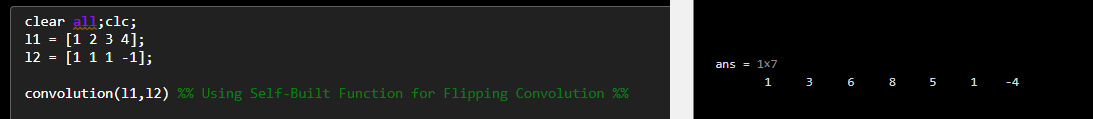 clear all;clc;
l1 = [1 2 3 4];
l2 = [1 1 1 -1];
convolution(l1,l2) %% Using Self-Built Function for Flipping Convolution %%
ans = 1×7
1 3 6 8 5 1 -4